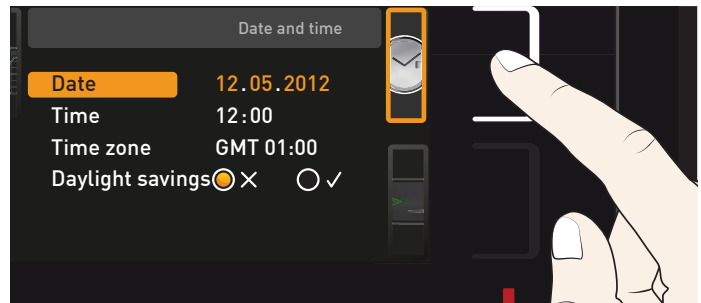 Date and time
Date 12.05.2012
Time 12:00
Time zone GMT 01:00
Daylight savings